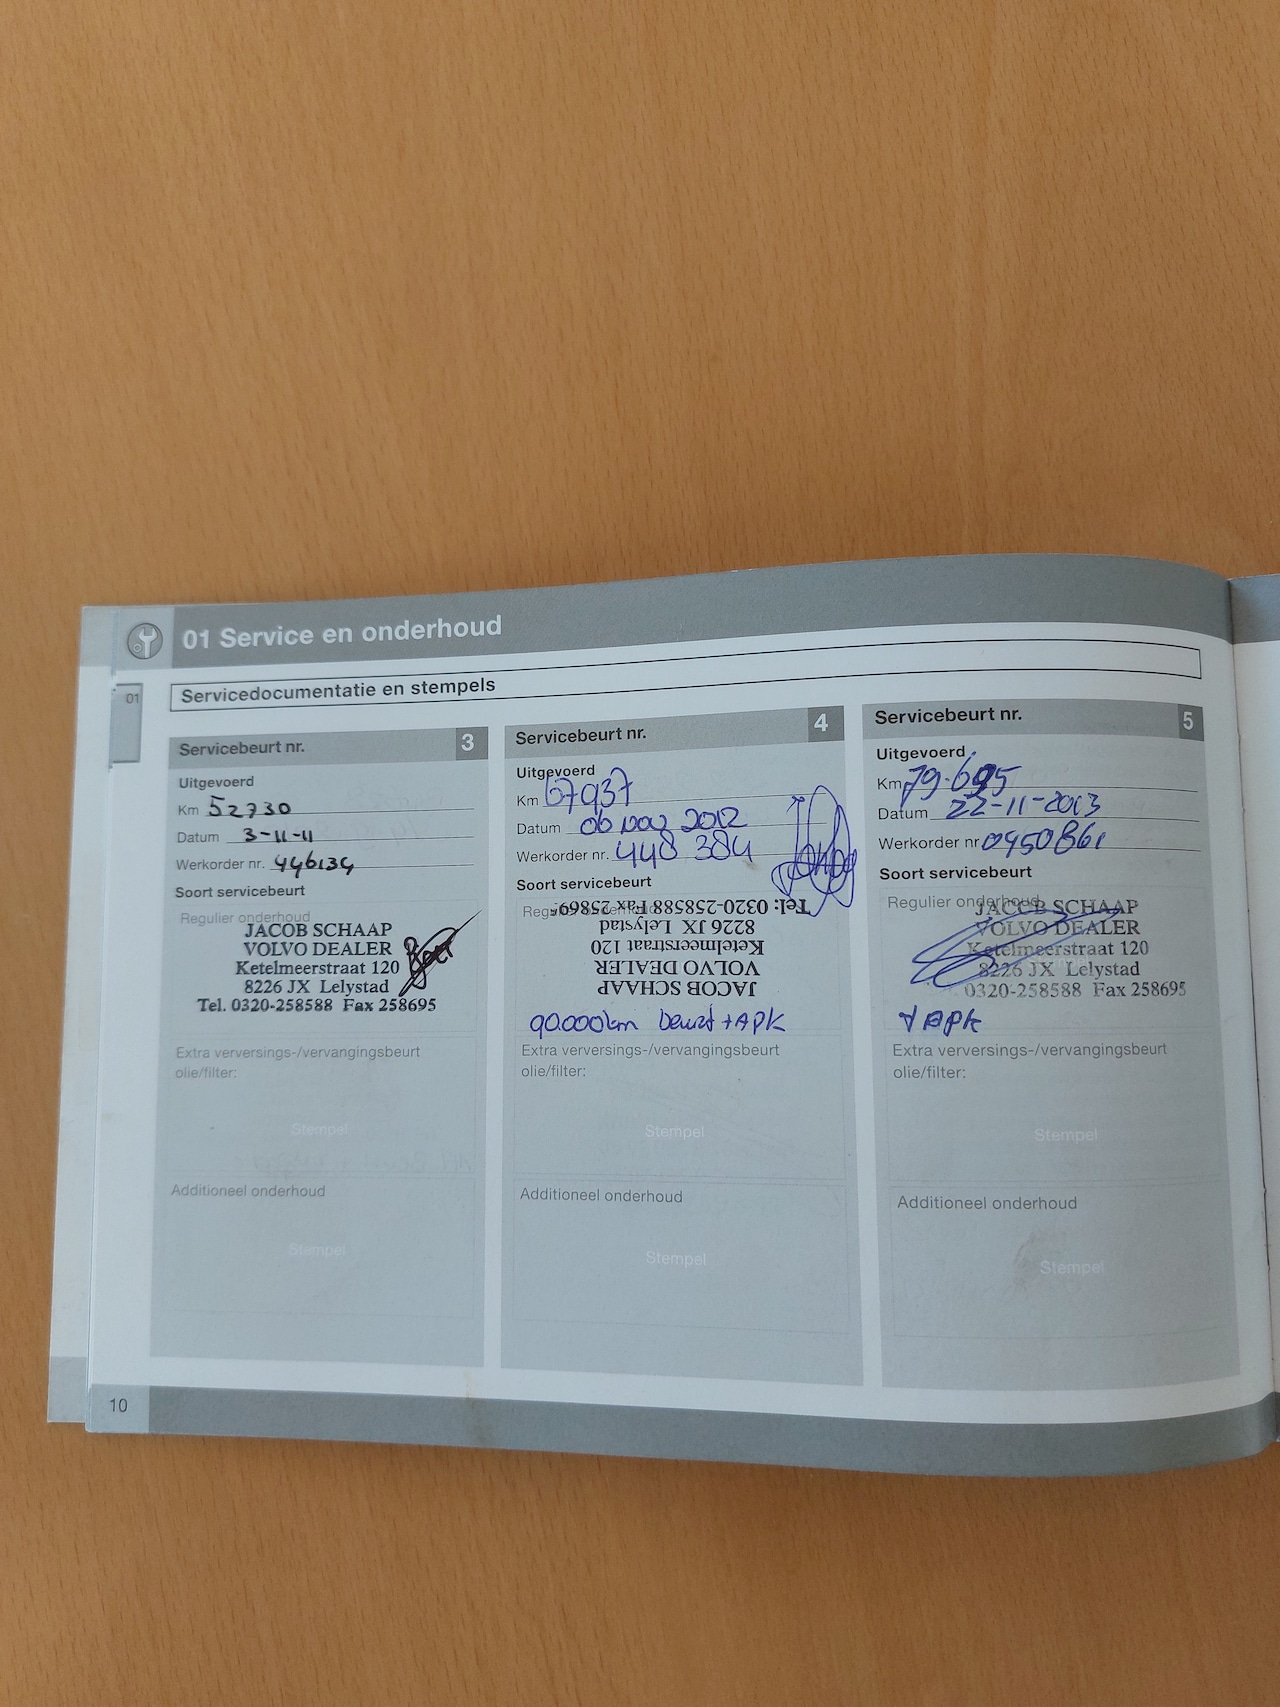 01 Service en onderhoud
01
Servicedocumentatie en stempels
Servicebeurt nr. 3
Uitgevoerd
Km 52730
Datum 3-11-11
Werkorder nr. 446134
Soort servicebeurt
Regulier onderhoud
JACOB SCHAAP
VOLVO DEALER
Ketelmeerstraat 120
8226 JX Lelystad
Tel. 0320-258588 Fax 258695
Extra verversings-/vervangingsbeurt
olie/filter:
Stempel
Additioneel onderhoud
Stempel
Servicebeurt nr. 4
Uitgevoerd
Km 67937
Datum 06 nov 2012
Werkorder nr. 448 384
Soort servicebeurt
Regulier onderhoud
JACOB SCHAAP
VOLVO DEALER
Ketelmeerstraat 120
8226 JX Lelystad
Tel: 0320-258588 Fax 258695
90.000km beurt + APK
Extra verversings-/vervangingsbeurt
olie/filter:
Stempel
Additioneel onderhoud
Stempel
Servicebeurt nr. 5
Uitgevoerd
Km 79.695
Datum 22-11-2013
Werkorder nr 0450861
Soort servicebeurt
Regulier onderhoud
JACOB SCHAAP
VOLVO DEALER
Ketelmeerstraat 120
8226 JX Lelystad
0320-258588 Fax 258695
+ APK
Extra verversings-/vervangingsbeurt
olie/filter:
Stempel
Additioneel onderhoud
Stempel
10